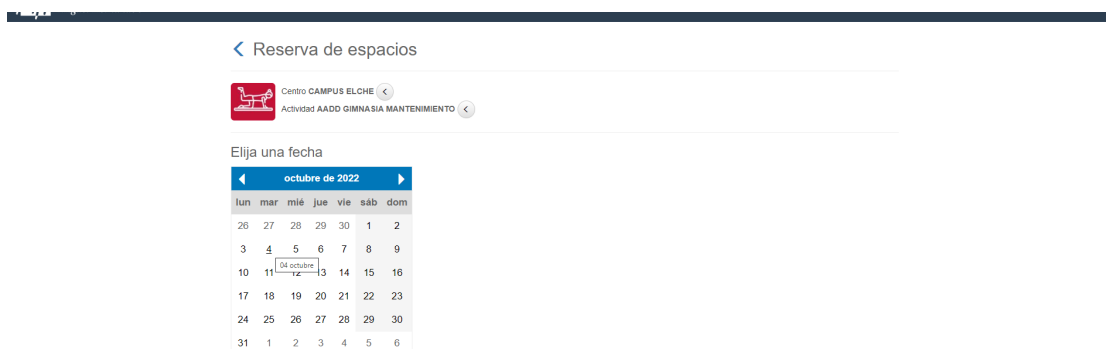 Reserva de espacios
Centro CAMPUS ELCHE
Actividad AADD GIMNASIA MANTENIMIENTO
Elija una fecha
octubre de 2022
lun mar mié jue vie sáb dom
26 27 28 29 30 1 2
3 4 5 6 7 8 9
04 octubre
10 11 12 13 14 15 16
17 18 19 20 21 22 23
24 25 26 27 28 29 30
31 1 2 3 4 5 6